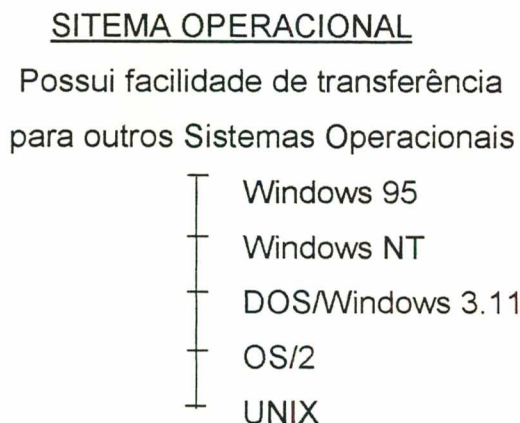 SITEMA OPERACIONAL
Possui facilidade de transferência
para outros Sistemas Operacionais
Windows 95
Windows NT
DOS/Windows 3.11
OS/2
UNIX